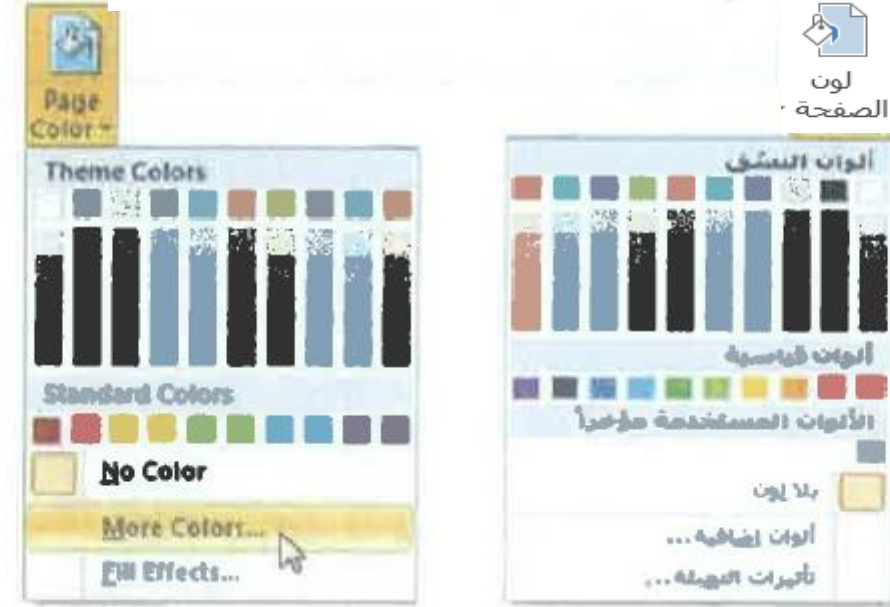 Page
Color
Theme Colors
Standard Colors
No Color
More Colors...
Fill Effects...
لون
الصفحة
ألوان النسُق
ألوان قياسية
الألوان المستخدمة مؤخراً
بلا لون
ألوان إضافية...
تأثيرات التعبئة...